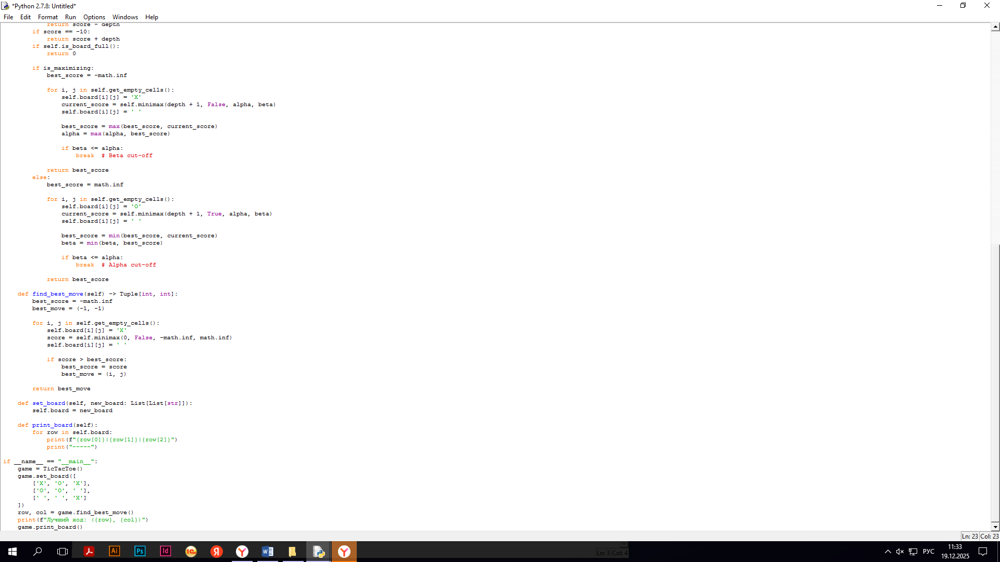 *Python 2.7.8: Untitled*
File Edit Format Run Options Windows Help
return score - depth
if score == -10:
return score + depth
if self.is_board_full():
return 0
if is_maximizing:
best_score = -math.inf
for i, j in self.get_empty_cells():
self.board[i][j] = 'X'
current_score = self.minimax(depth + 1, False, alpha, beta)
self.board[i][j] = ' '
best_score = max(best_score, current_score)
alpha = max(alpha, best_score)
if beta <= alpha:
break  # Beta cut-off
return best_score
else:
best_score = math.inf
for i, j in self.get_empty_cells():
self.board[i][j] = 'O'
current_score = self.minimax(depth + 1, True, alpha, beta)
self.board[i][j] = ' '
best_score = min(best_score, current_score)
beta = min(beta, best_score)
if beta <= alpha:
break  # Alpha cut-off
return best_score
def find_best_move(self) -> Tuple[int, int]:
best_score = -math.inf
best_move = (-1, -1)
for i, j in self.get_empty_cells():
self.board[i][j] = 'X'
score = self.minimax(0, False, -math.inf, math.inf)
self.board[i][j] = ' '
if score > best_score:
best_score = score
best_move = (i, j)
return best_move
def set_board(self, new_board: List[List[str]]):
self.board = new_board
def print_board(self):
for row in self.board:
print(f"{row[0]}|{row[1]}|{row[2]}")
print("-----")
if __name__ == "__main__":
game = TicTacToe()
game.set_board([
['X', 'O', 'X'],
['O', 'O', ' '],
[' ', ' ', 'X']
])
row, col = game.find_best_move()
print(f"Лучший ход: ({row}, {col})")
game.print_board()
Ln: 23 Col: 23
Ai Ps Id 1С Я Y W Y
Ln: 3 Col: 4
РУС
11:33
19.12.2025